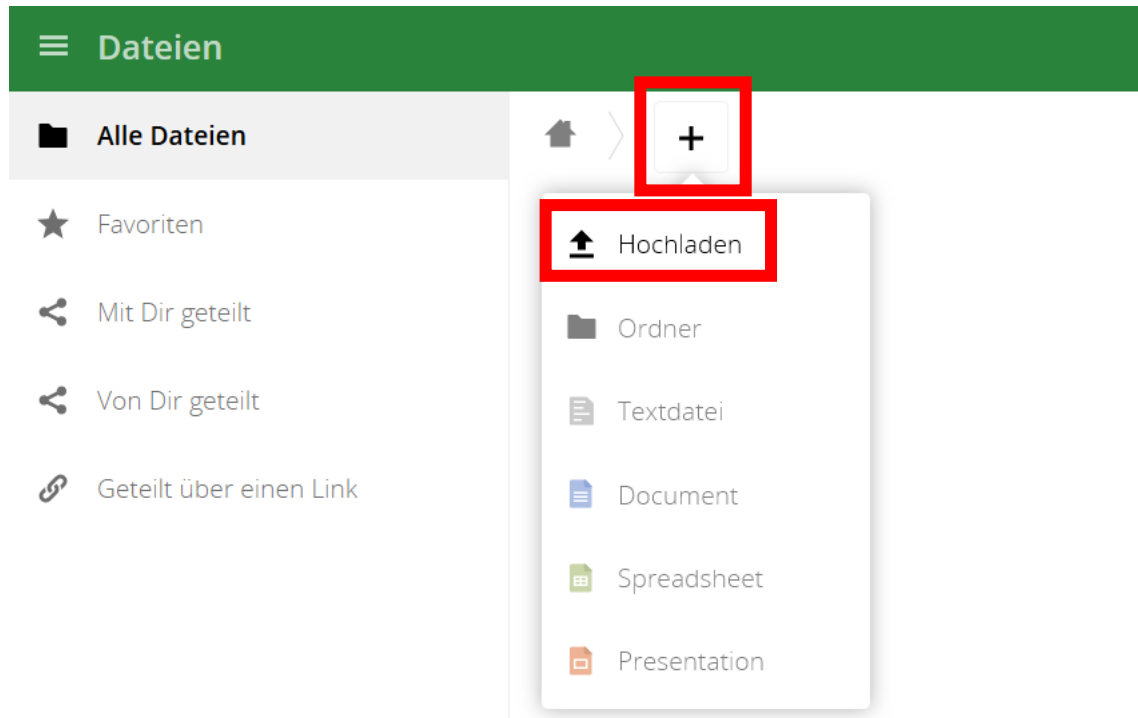 Dateien
Alle Dateien
Favoriten
Mit Dir geteilt
Von Dir geteilt
Geteilt über einen Link
+
Hochladen
Ordner
Textdatei
Document
Spreadsheet
Presentation